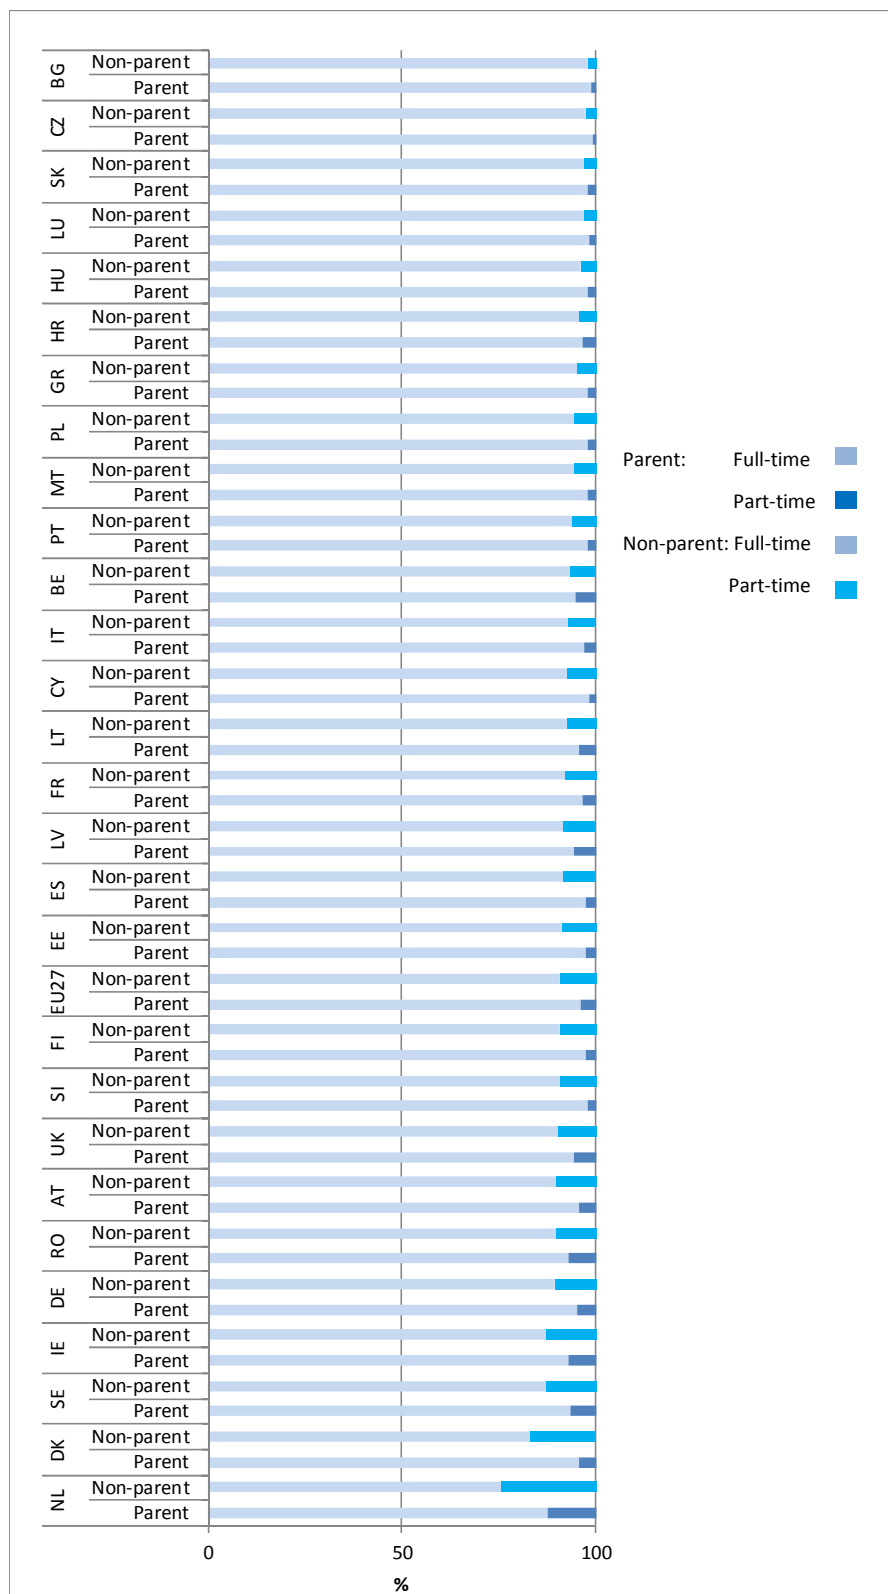 BG
Non-parent
Parent
CZ
Non-parent
Parent
SK
Non-parent
Parent
LU
Non-parent
Parent
HU
Non-parent
Parent
HR
Non-parent
Parent
GR
Non-parent
Parent
PL
Non-parent
Parent
MT
Non-parent
Parent
PT
Non-parent
Parent
BE
Non-parent
Parent
IT
Non-parent
Parent
CY
Non-parent
Parent
LT
Non-parent
Parent
FR
Non-parent
Parent
LV
Non-parent
Parent
ES
Non-parent
Parent
EE
Non-parent
Parent
EU27
Non-parent
Parent
FI
Non-parent
Parent
SI
Non-parent
Parent
UK
Non-parent
Parent
AT
Non-parent
Parent
RO
Non-parent
Parent
DE
Non-parent
Parent
IE
Non-parent
Parent
SE
Non-parent
Parent
DK
Non-parent
Parent
NL
Non-parent
Parent
0 50 100
%
Parent: Full-time
Part-time
Non-parent: Full-time
Part-time